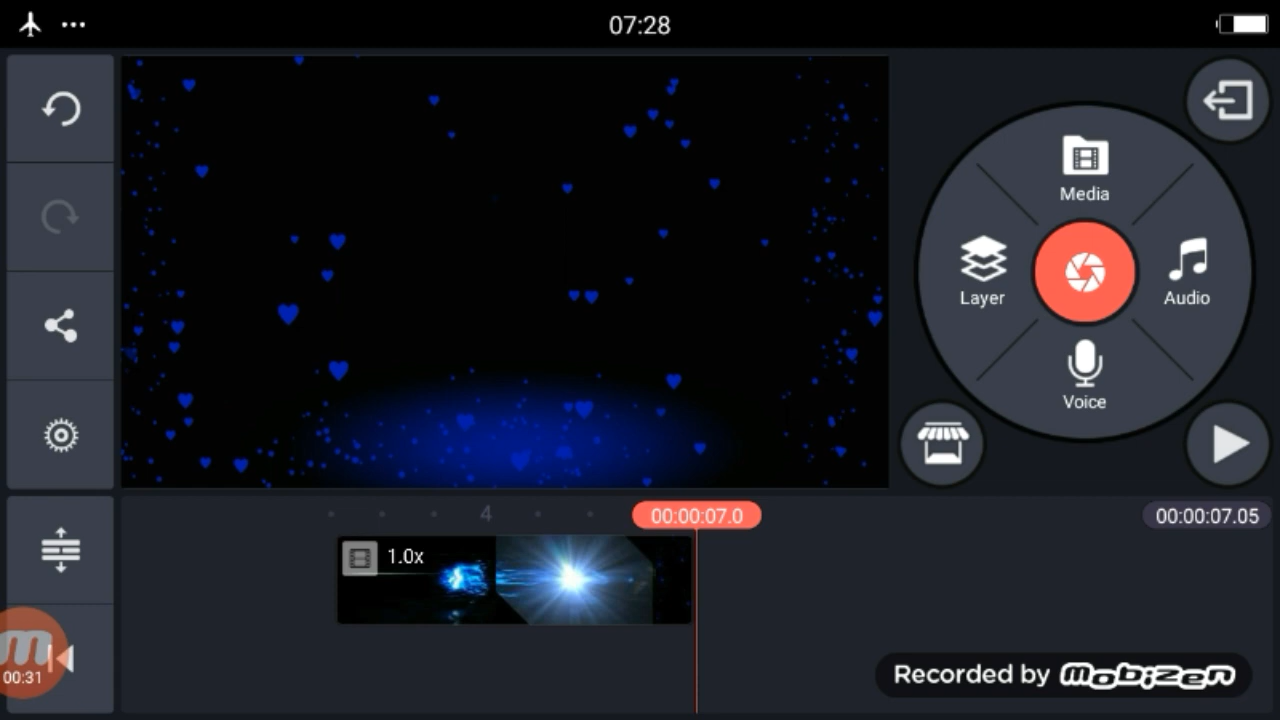 07:28
Media
Layer
Audio
Voice
4
00:00:07.0
00:00:07.05
1.0x
00:31
Recorded by mobizen